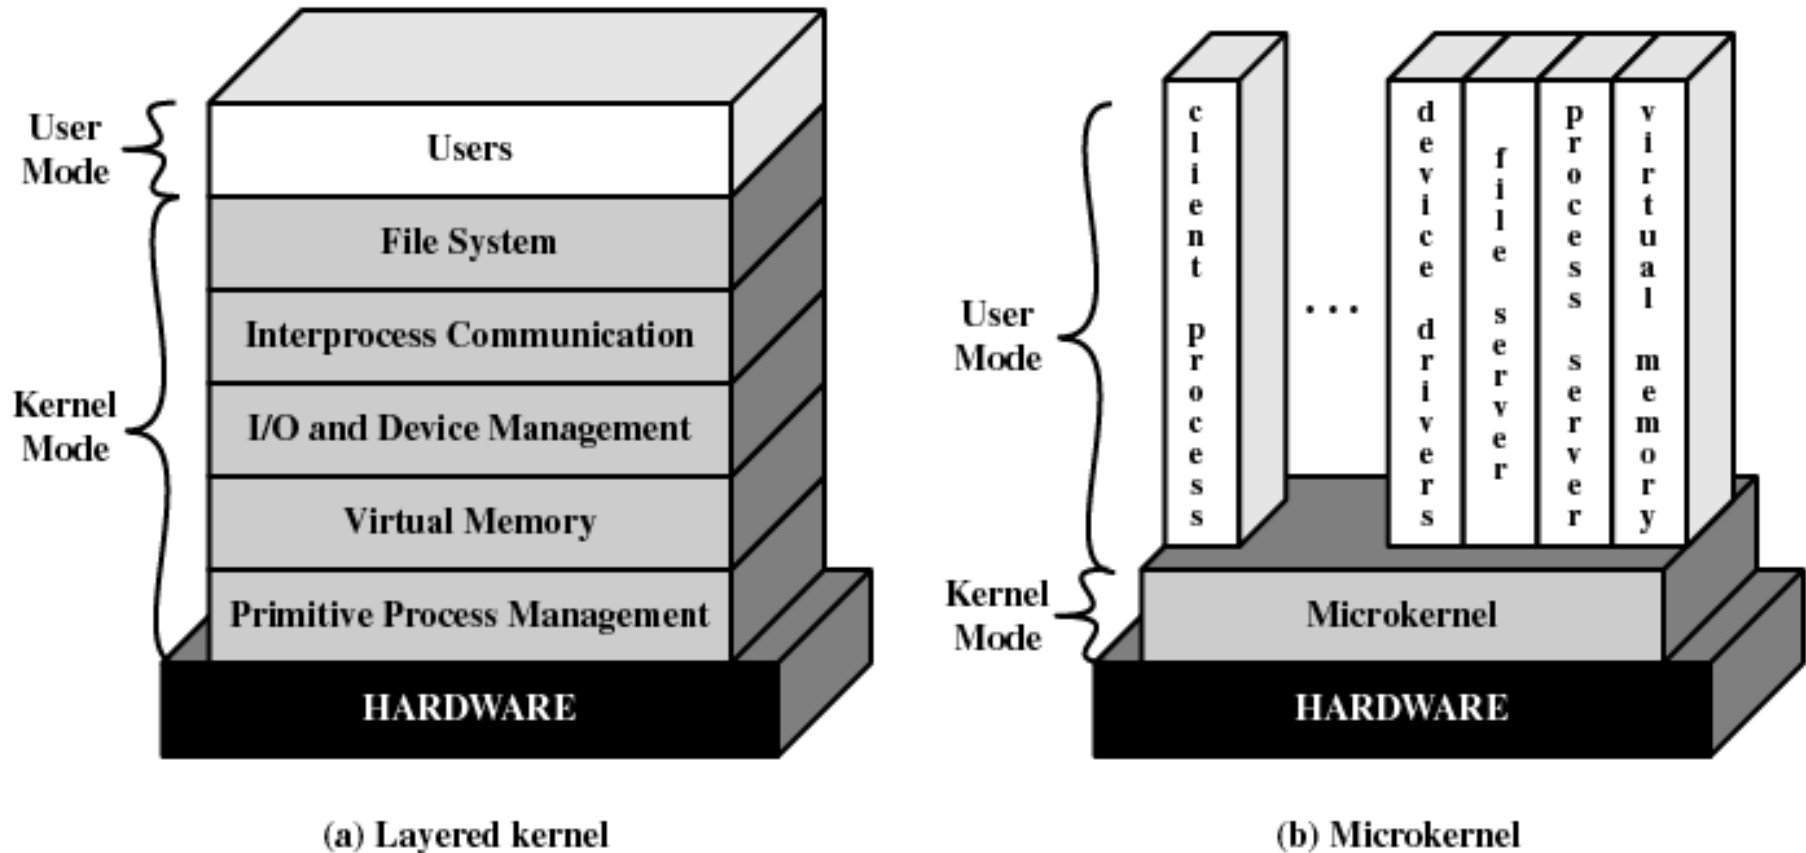 User
Mode
Users
File System
Interprocess Communication
Kernel
Mode
I/O and Device Management
Virtual Memory
Primitive Process Management
HARDWARE
(a) Layered kernel
User
Mode
client process
...
device drivers
file server
process server
virtual memory
Kernel
Mode
Microkernel
HARDWARE
(b) Microkernel